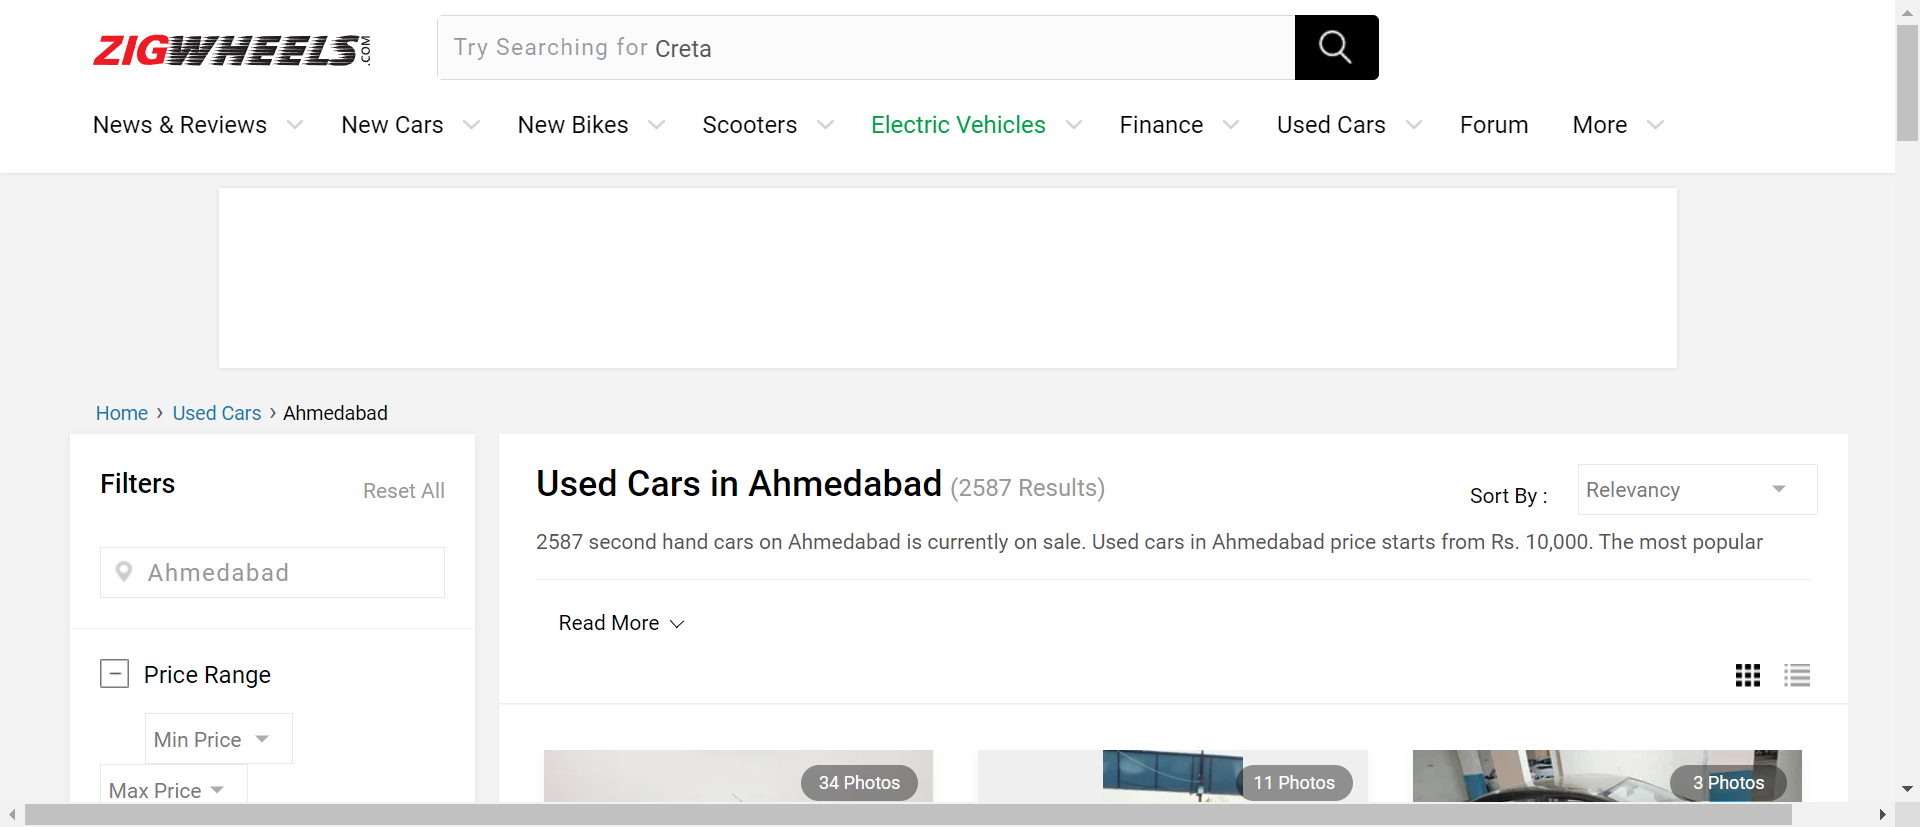 ZIGWHEELS.COM
Try Searching for Creta
News & Reviews New Cars New Bikes Scooters Electric Vehicles Finance Used Cars Forum More
Home › Used Cars › Ahmedabad
Filters
Reset All
Ahmedabad
Price Range
Min Price
Max Price
Used Cars in Ahmedabad (2587 Results)
Sort By : Relevancy
2587 second hand cars on Ahmedabad is currently on sale. Used cars in Ahmedabad price starts from Rs. 10,000. The most popular
Read More
34 Photos
11 Photos
3 Photos